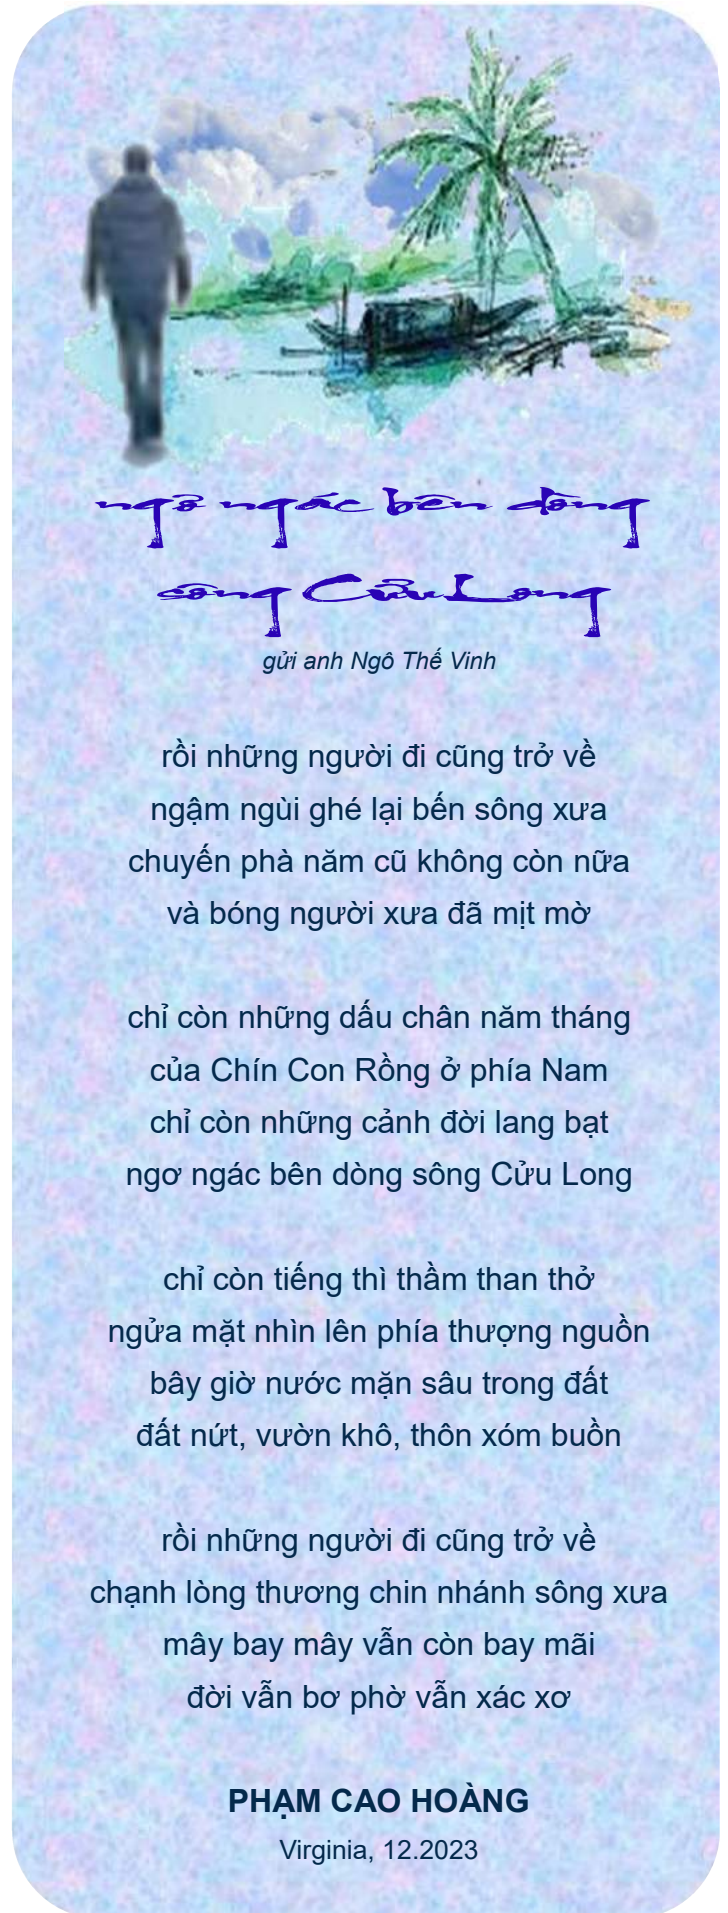 ngở ngác bên dòng
sông Cửu Long
gửi anh Ngô Thế Vinh
rồi những người đi cũng trở về
ngậm ngùi ghé lại bến sông xưa
chuyến phà năm cũ không còn nữa
và bóng người xưa đã mịt mờ
chỉ còn những dấu chân năm tháng
của Chín Con Rồng ở phía Nam
chỉ còn những cảnh đời lang bạt
ngơ ngác bên dòng sông Cửu Long
chỉ còn tiếng thì thầm than thở
ngửa mặt nhìn lên phía thượng nguồn
bây giờ nước mặn sâu trong đất
đất nứt, vườn khô, thôn xóm buồn
rồi những người đi cũng trở về
chạnh lòng thương chin nhánh sông xưa
mây bay mây vẫn còn bay mãi
đời vẫn bơ phờ vẫn xác xơ
PHẠM CAO HOÀNG
Virginia, 12.2023